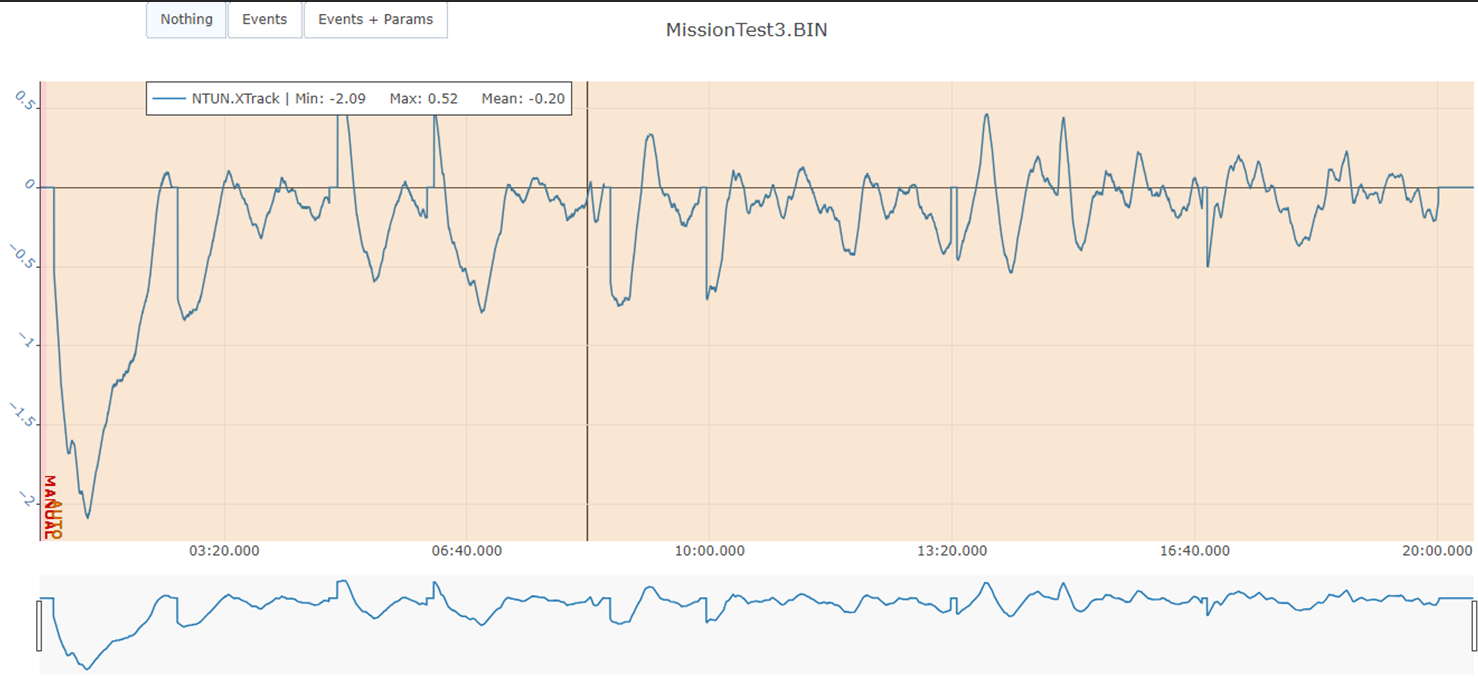 Nothing Events Events + Params
MissionTest3.BIN
NTUN.XTrack | Min: -2.09 Max: 0.52 Mean: -0.20
0.5
0
−0.5
−1
−1.5
−2
MANUAL
AUTO
03:20.000 06:40.000 10:00.000 13:20.000 16:40.000 20:00.000